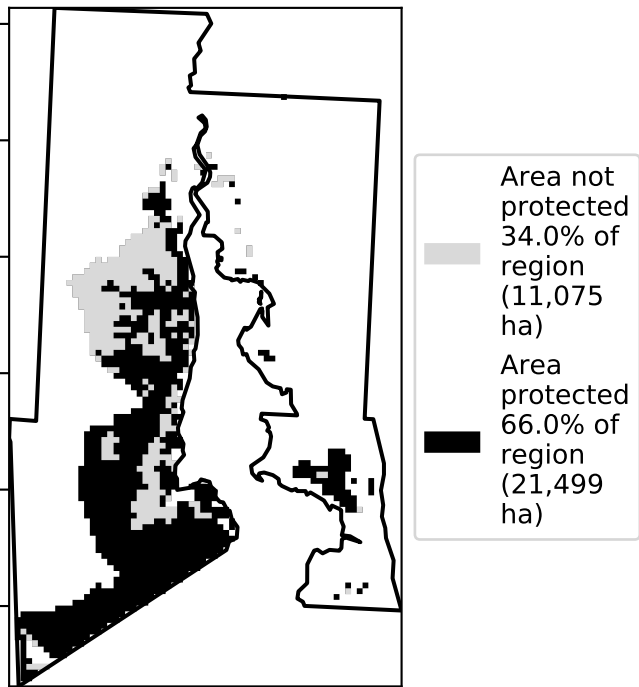 Area not
protected
34.0% of
region
(11,075
ha)
Area
protected
66.0% of
region
(21,499
ha)